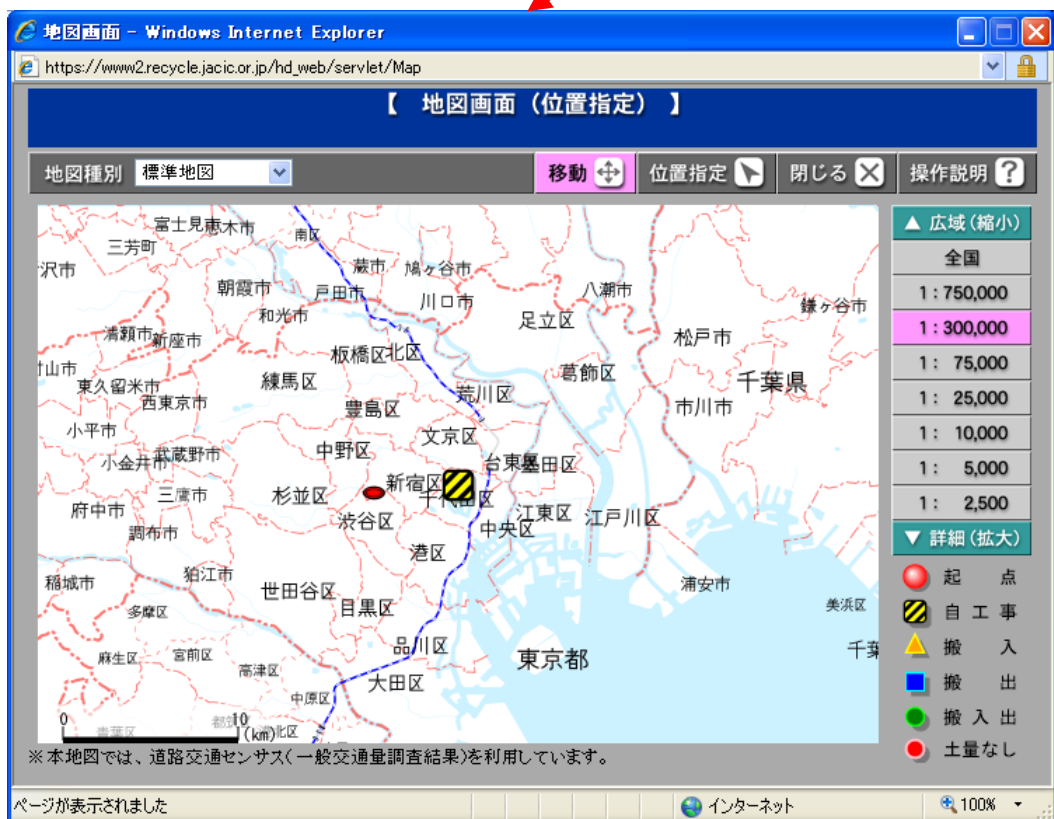 地図画面 - Windows Internet Explorer
https://www2.recycle.jacic.or.jp/hd_web/servlet/Map
【 地図画面（位置指定） 】
地図種別 標準地図 移動 位置指定 閉じる 操作説明 ?
▲ 広域(縮小)
全国
1:750,000
1:300,000
1: 75,000
1: 25,000
1: 10,000
1: 5,000
1: 2,500
▼ 詳細(拡大)
起 点
自 工 事
搬 入
搬 出
搬 入 出
土量なし
富士見市
南区
三芳町
沢市
蕨市
鳩ヶ谷市
朝霞市
戸田市
川口市
八潮市
鎌ヶ谷市
和光市
足立区
松戸市
清瀬市
新座市
板橋区
北区
東久留米市
練馬区
葛飾区
千葉県
西東京市
豊島区
荒川区
市川市
小平市
文京区
小金井市
武蔵野市
中野区
台東区
墨田区
三鷹市
杉並区
新宿区
千代田区
府中市
渋谷区
中央区
江東区
江戸川区
調布市
港区
稲城市
狛江市
世田谷区
浦安市
多摩区
目黒区
美浜区
麻生区
宮前区
品川区
東京都
千葉
高津区
大田区
中原区
青葉区
港北区
0 10
(km)
※本地図では、道路交通センサス(一般交通量調査結果)を利用しています。
ページが表示されました インターネット 100%